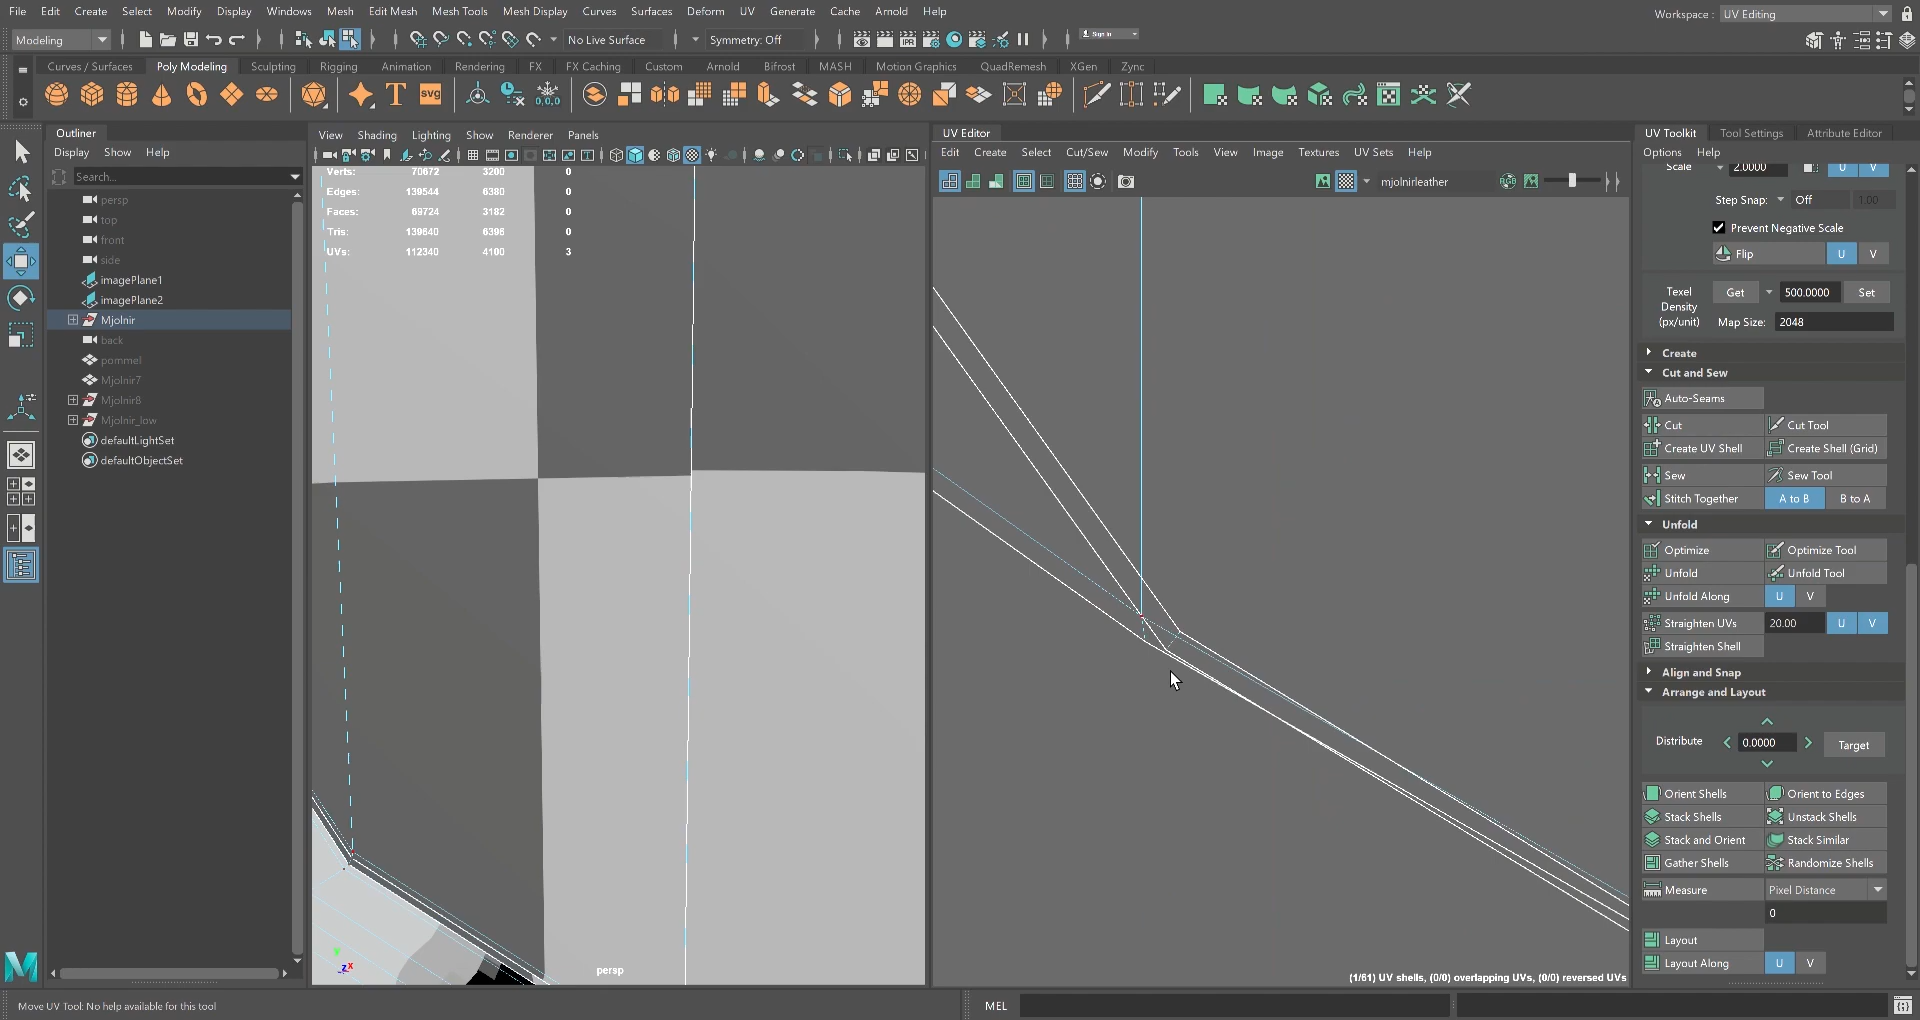 File Edit Create Select Modify Display Windows Mesh Edit Mesh Mesh Tools Mesh Display Curves Surfaces Deform UV Generate Cache Arnold Help
Workspace : UV Editing
Modeling No Live Surface Symmetry: Off Sign In
Curves / Surfaces Poly Modeling Sculpting Rigging Animation Rendering FX FX Caching Custom Arnold Bifrost MASH Motion Graphics QuadRemesh XGen Zync
T SVG 0,0,0
Outliner
Display Show Help
Search...
persp
top
front
side
imagePlane1
imagePlane2
Mjolnir
back
pommel
Mjolnir7
Mjolnir8
Mjolnir_low
defaultLightSet
defaultObjectSet
View Shading Lighting Show Renderer Panels
Verts: 70672 3200 0
Edges: 139544 6380 0
Faces: 69724 3182 0
Tris: 139640 6396 0
UVs: 112340 4100 3
persp
UV Editor
Edit Create Select Cut/Sew Modify Tools View Image Textures UV Sets Help
mjolnirleather
(1/61) UV shells, (0/0) overlapping UVs, (0/0) reversed UVs
UV Toolkit Tool Settings Attribute Editor
Options Help
Scale 2.0000 U V
Step Snap: Off 1.00
Prevent Negative Scale
Flip U V
Texel Density (px/unit) Get 500.0000 Set
Map Size: 2048
Create
Cut and Sew
Auto-Seams
Cut Cut Tool
Create UV Shell Create Shell (Grid)
Sew Sew Tool
Stitch Together A to B B to A
Unfold
Optimize Optimize Tool
Unfold Unfold Tool
Unfold Along U V
Straighten UVs 20.00 U V
Straighten Shell
Align and Snap
Arrange and Layout
Distribute 0.0000 Target
Orient Shells Orient to Edges
Stack Shells Unstack Shells
Stack and Orient Stack Similar
Gather Shells Randomize Shells
Measure Pixel Distance
0
Layout
Layout Along U V
Move UV Tool: No help available for this tool
MEL